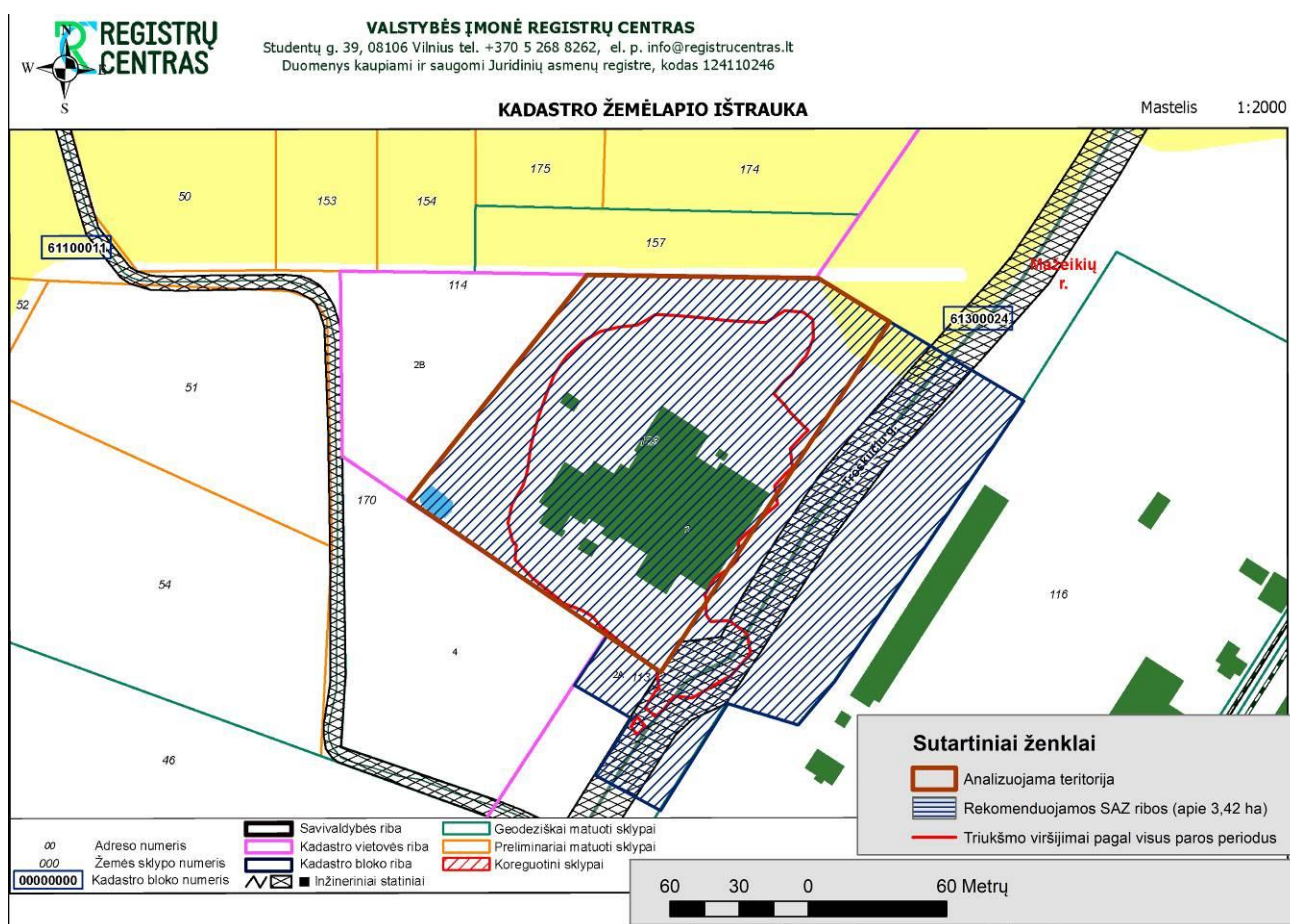 REGISTRŲ
CENTRAS
N
W
E
S
VALSTYBĖS ĮMONĖ REGISTRŲ CENTRAS
Studentų g. 39, 08106 Vilnius tel. +370 5 268 8262, el. p. info@registrucentras.lt
Duomenys kaupiami ir saugomi Juridinių asmenų registre, kodas 124110246
KADASTRO ŽEMĖLAPIO IŠTRAUKA
Mastelis 1:2000
50
153
154
175
174
157
61100011
114
Mažeikių
r.
52
61300024
2B
51
123
Troškučių g.
170
2
54
116
4
2A
113
46
Sutartiniai ženklai
Analizuojama teritorija
Rekomenduojamos SAZ ribos (apie 3,42 ha)
Triukšmo viršijimai pagal visus paros periodus
00 Adreso numeris
000 Žemės sklypo numeris
00000000 Kadastro bloko numeris
Savivaldybės riba
Kadastro vietovės riba
Kadastro bloko riba
Inžineriniai statiniai
Geodeziškai matuoti sklypai
Preliminariai matuoti sklypai
Koreguotini sklypai
60 30 0 60 Metrų